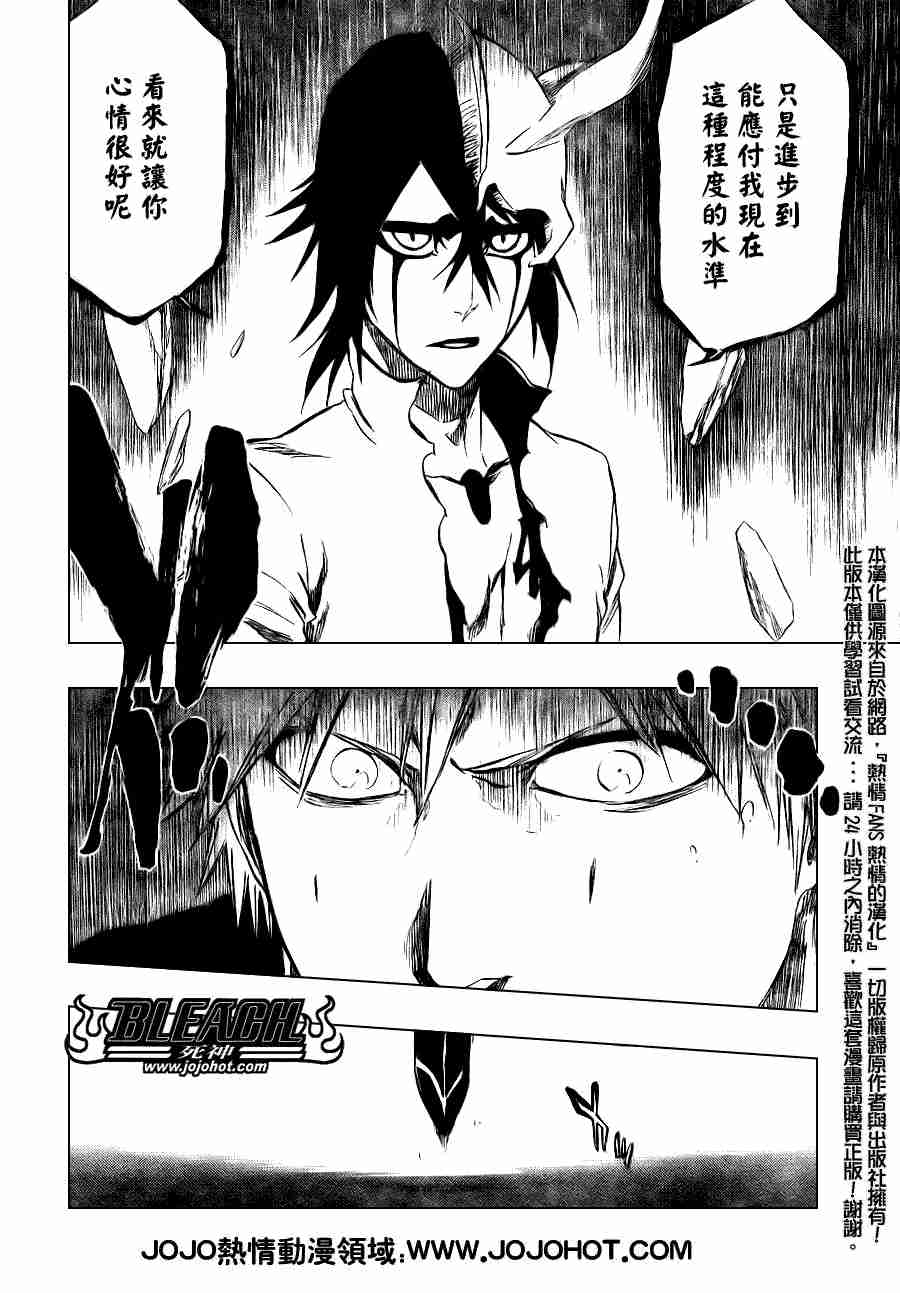 只是進步到
能應付我現在
這種程度的水準
看來就讓你
心情很好呢
本漢化圖源來自於網路，『熱情FANS熱情的漢化』一切版權歸原作者與出版社擁有！
此版本僅供學習試看交流...請24小時之內消除，喜歡這套漫畫請購買正版！謝謝。
BLEACH
死神
www.jojohot.com
JOJO熱情動漫領域:WWW.JOJOHOT.COM